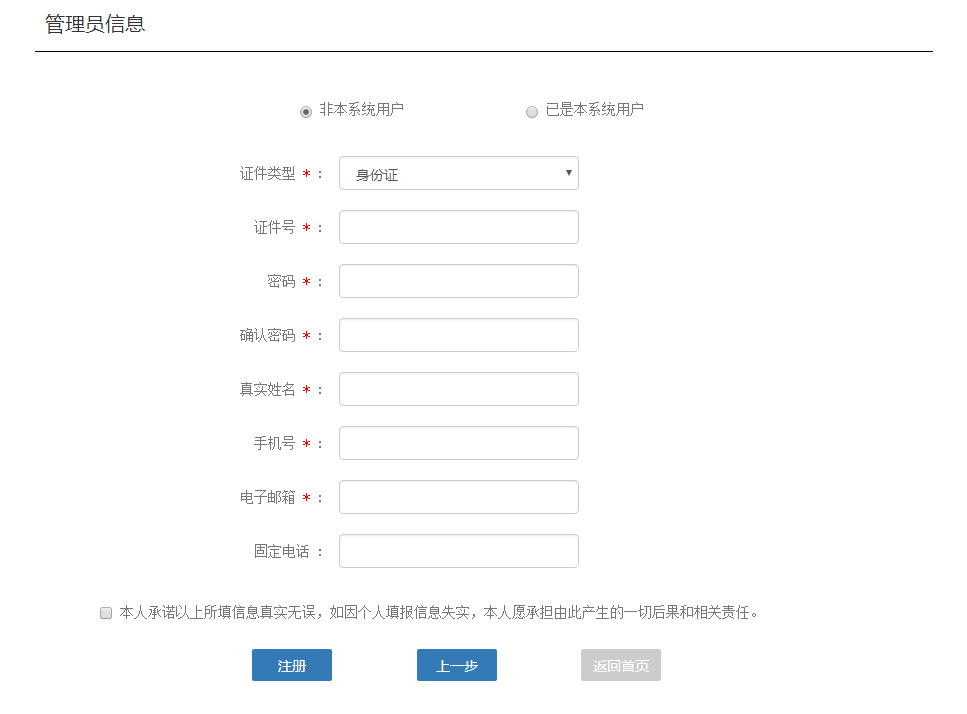 管理员信息
非本系统用户 已是本系统用户
证件类型 * : 身份证
证件号 * :
密码 * :
确认密码 * :
真实姓名 * :
手机号 * :
电子邮箱 * :
固定电话 :
本人承诺以上所填信息真实无误，如因个人填报信息失实，本人愿承担由此产生的一切后果和相关责任。
注册 上一步 返回首页